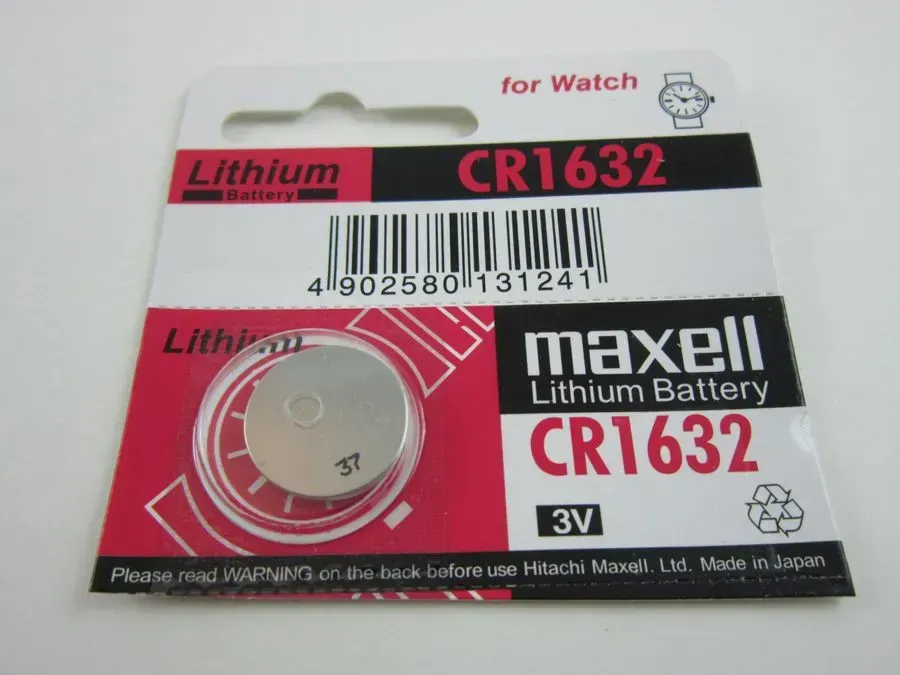 for Watch
Lithium
Battery
CR1632
4 902580 131241
Lithium
maxell
Lithium Battery
CR1632
37
3V
Please read WARNING on the back before use Hitachi Maxell. Ltd. Made in Japan